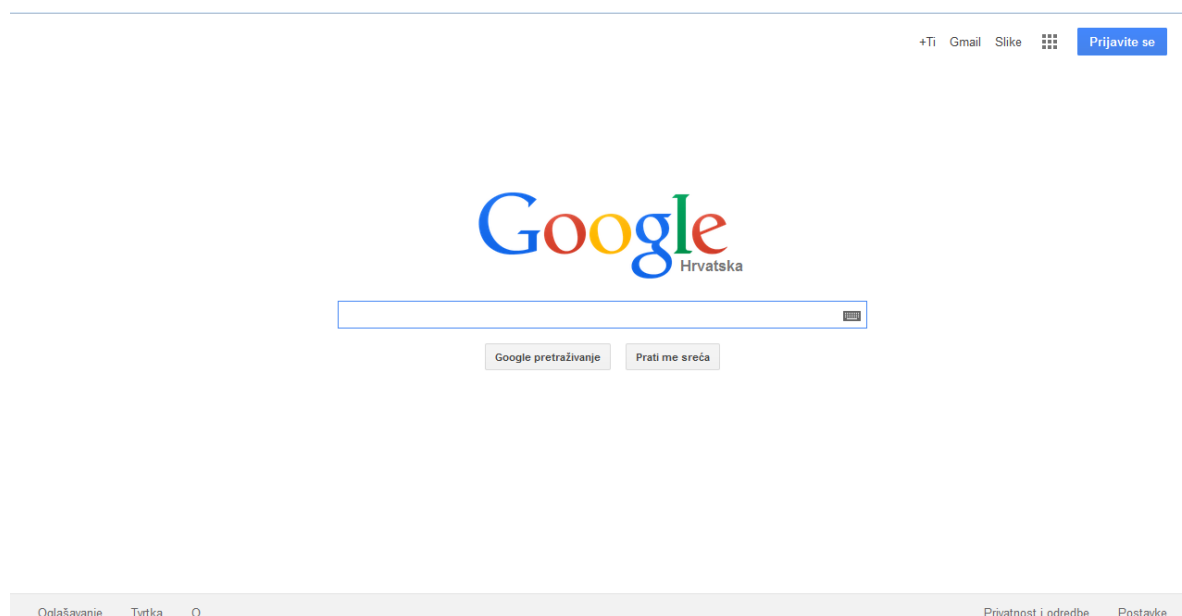 +Ti Gmail Slike Prijavite se
Google
Hrvatska
Google pretraživanje Prati me sreća
Oglašavanje Tvrtka O Privatnost i odredbe Postavke